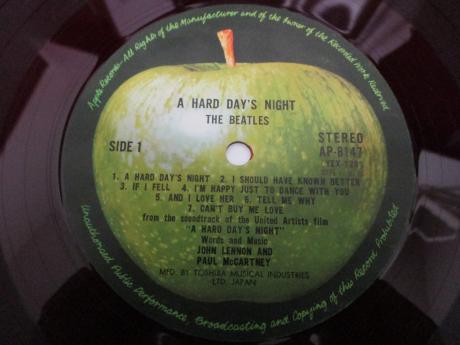 Apple Records-All Rights of the Manufacturer and of the Owner of the Recorded Work Reserved
A HARD DAY'S NIGHT
THE BEATLES
SIDE 1
STEREO
AP-8147
1. A HARD DAY'S NIGHT 2. I SHOULD HAVE KNOWN BETTER
3. IF I FELL 4. I'M HAPPY JUST TO DANCE WITH YOU
5. AND I LOVE HER 6. TELL ME WHY
7. CAN'T BUY ME LOVE
from the soundtrack of the United Artists film
"A HARD DAY'S NIGHT"
Words and Music
JOHN LENNON AND
PAUL McCARTNEY
MFD. BY TOSHIBA MUSICAL INDUSTRIES
LTD. JAPAN
Unauthorised Public Performance, Broadcasting and Copying of this Record Prohibited